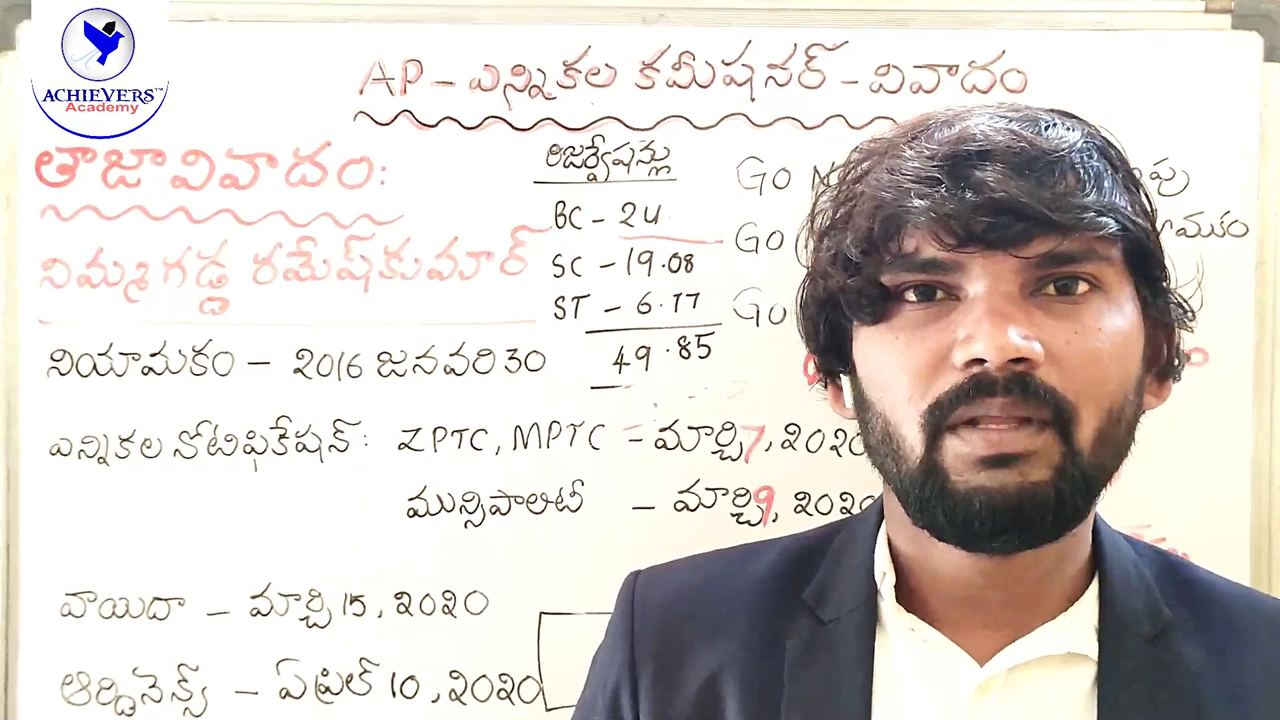 ACHIEVERS™
Academy
AP - ఎన్నికల కమీషనర్ - వివాదం
తాజా వివాదం:
నిమ్మగడ్డ రమేష్ కుమార్
రిజర్వేషన్లు
BC - 24
SC - 19.08
ST - 6.77
49.85
GO
GO
GO
నియామకం - 2016 జనవరి 30
ఎన్నికల నోటిఫికేషన్: ZPTC, MPTC - మార్చి 7, 2020
మున్సిపాలిటీ - మార్చి 9, 2020
వాయిదా - మార్చి 15, 2020
ఆర్డినెన్స్ - ఏప్రిల్ 10, 2020